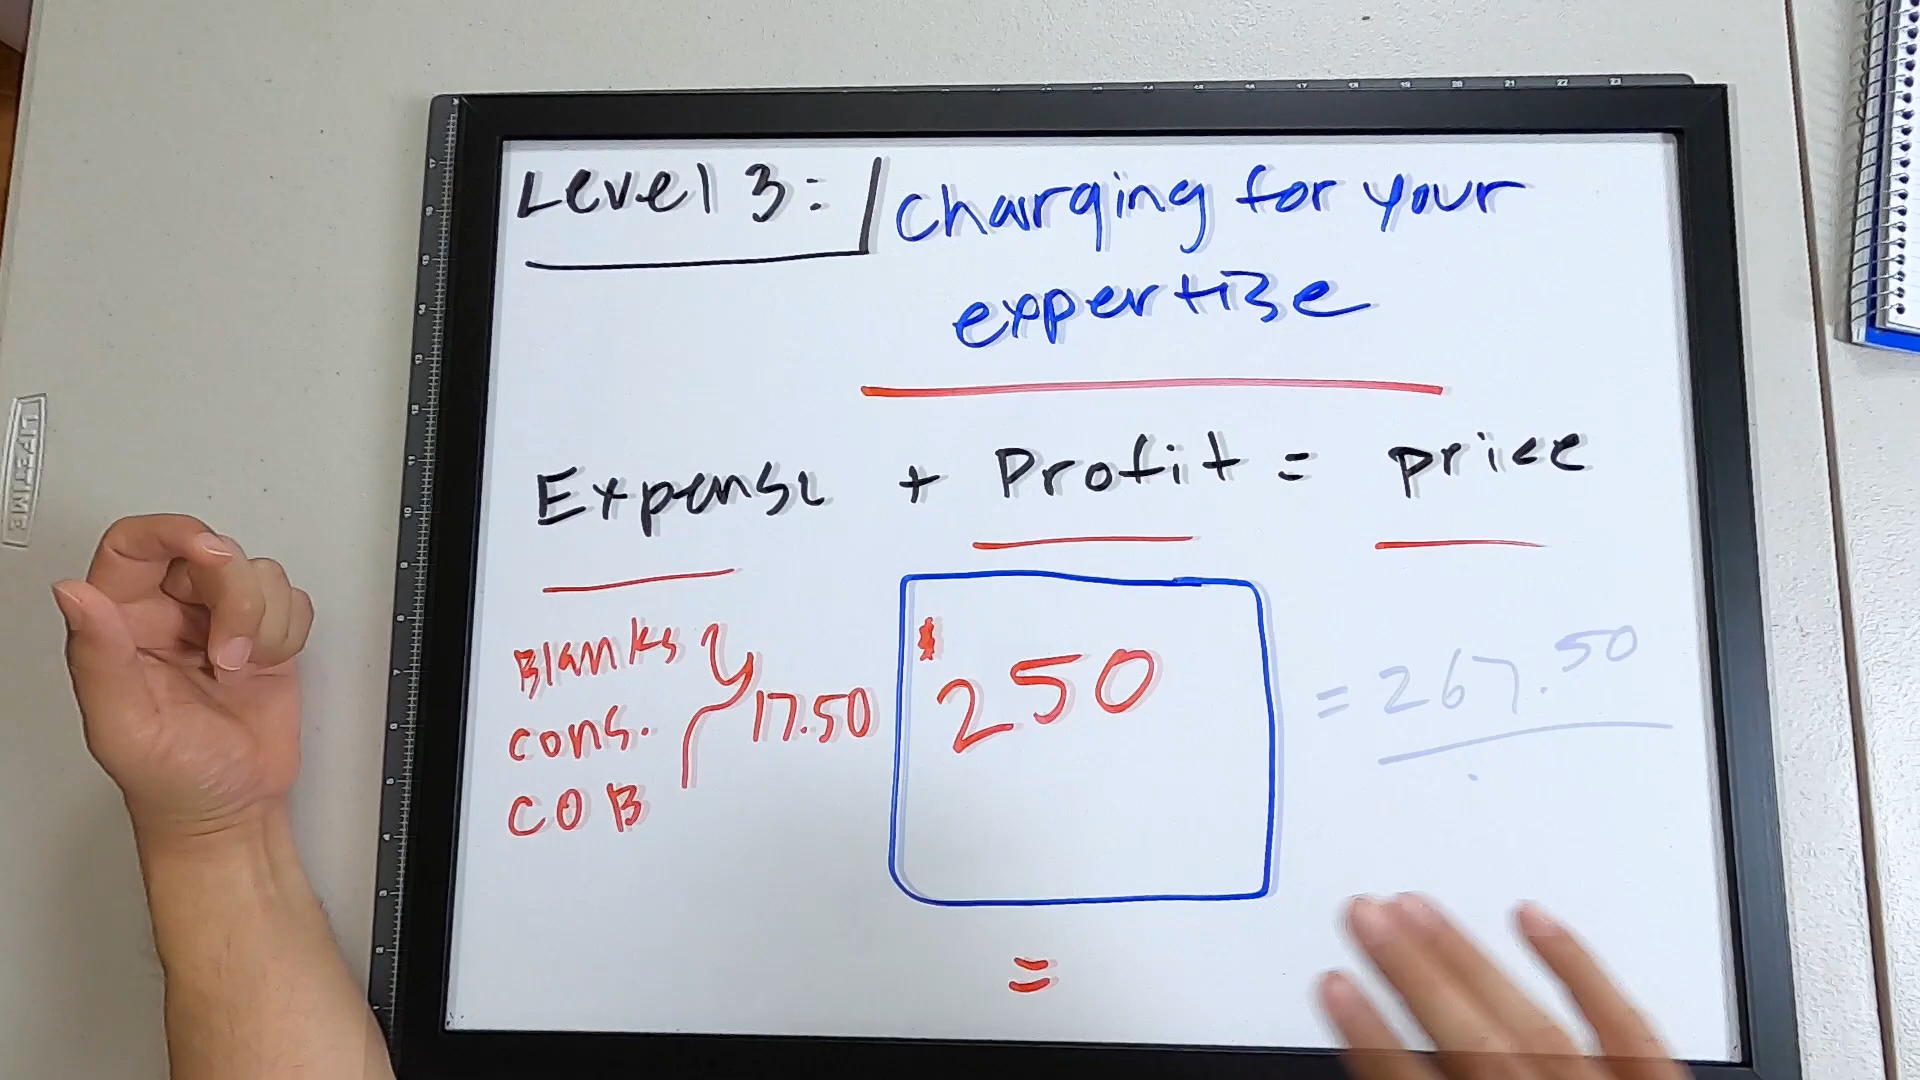 Level 3: charging for your
expertize
Expense + Profit = price
Blanks
cons. 17.50
COB
$
250
= 267.50
=
LIFETIME